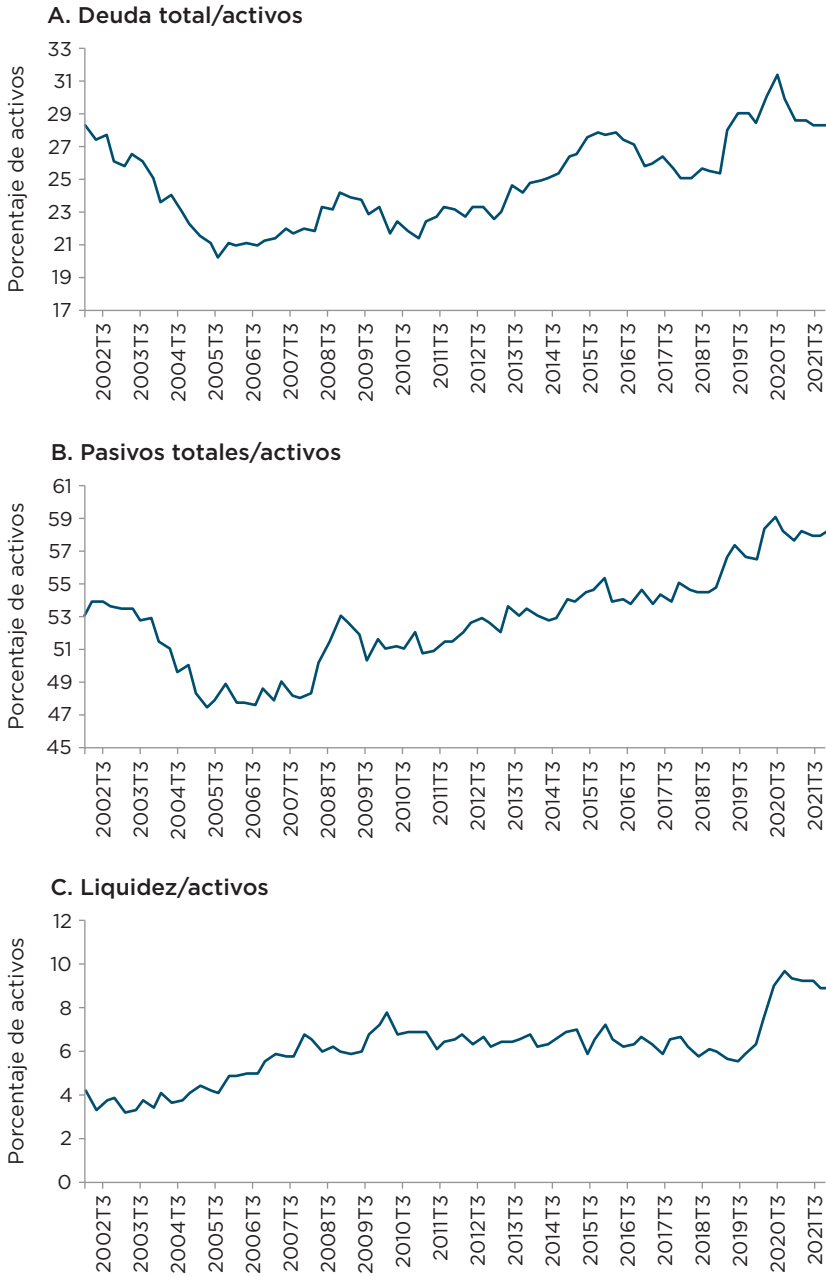 A. Deuda total/activos
Porcentaje de activos
33
31
29
27
25
23
21
19
17
2002T3
2003T3
2004T3
2005T3
2006T3
2007T3
2008T3
2009T3
2010T3
2011T3
2012T3
2013T3
2014T3
2015T3
2016T3
2017T3
2018T3
2019T3
2020T3
2021T3
B. Pasivos totales/activos
Porcentaje de activos
61
59
57
55
53
51
49
47
45
2002T3
2003T3
2004T3
2005T3
2006T3
2007T3
2008T3
2009T3
2010T3
2011T3
2012T3
2013T3
2014T3
2015T3
2016T3
2017T3
2018T3
2019T3
2020T3
2021T3
C. Liquidez/activos
Porcentaje de activos
12
10
8
6
4
2
0
2002T3
2003T3
2004T3
2005T3
2006T3
2007T3
2008T3
2009T3
2010T3
2011T3
2012T3
2013T3
2014T3
2015T3
2016T3
2017T3
2018T3
2019T3
2020T3
2021T3